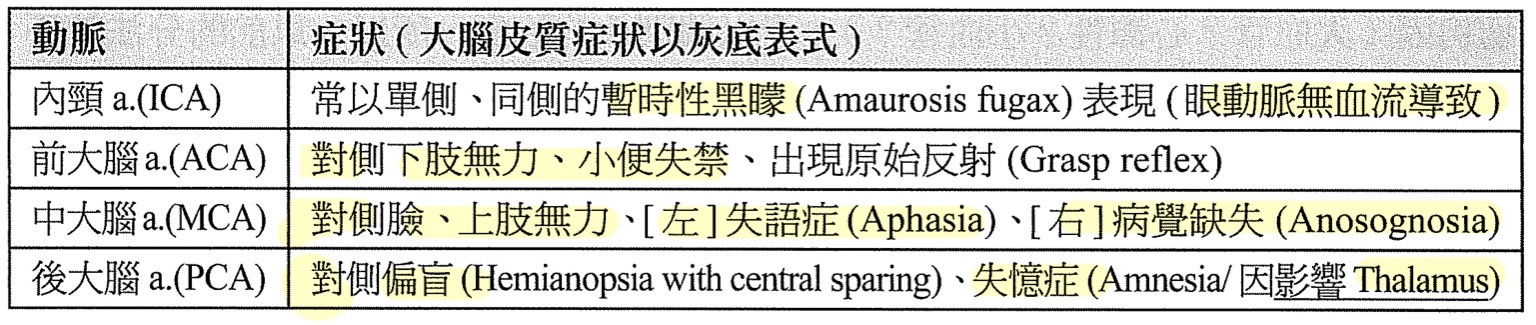 動脈 症狀 ( 大腦皮質症狀以灰底表式 )
內頸 a.(ICA) 常以單側、同側的暫時性黑矇 (Amaurosis fugax) 表現 ( 眼動脈無血流導致 )
前大腦 a.(ACA) 對側下肢無力、小便失禁、出現原始反射 (Grasp reflex)
中大腦 a.(MCA) 對側臉、上肢無力、[ 左 ] 失語症 (Aphasia)、[ 右 ] 病覺缺失 (Anosognosia)
後大腦 a.(PCA) 對側偏盲 (Hemianopsia with central sparing)、失憶症 (Amnesia/ 因影響 Thalamus)